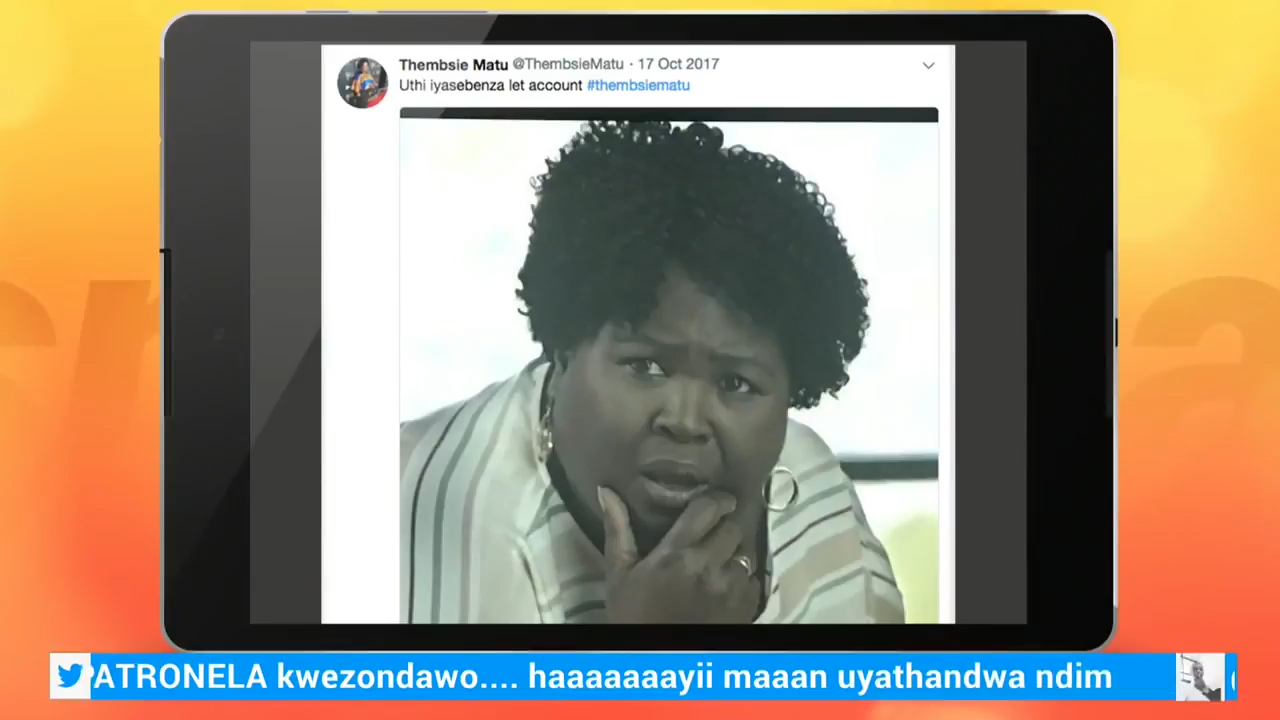 Thembsie Matu @ThembsieMatu · 17 Oct 2017
Uthi iyasebenza let account #thembsiematu
PATRONELA kwezondawo.... haaaaaaayii maaan uyathandwa ndim